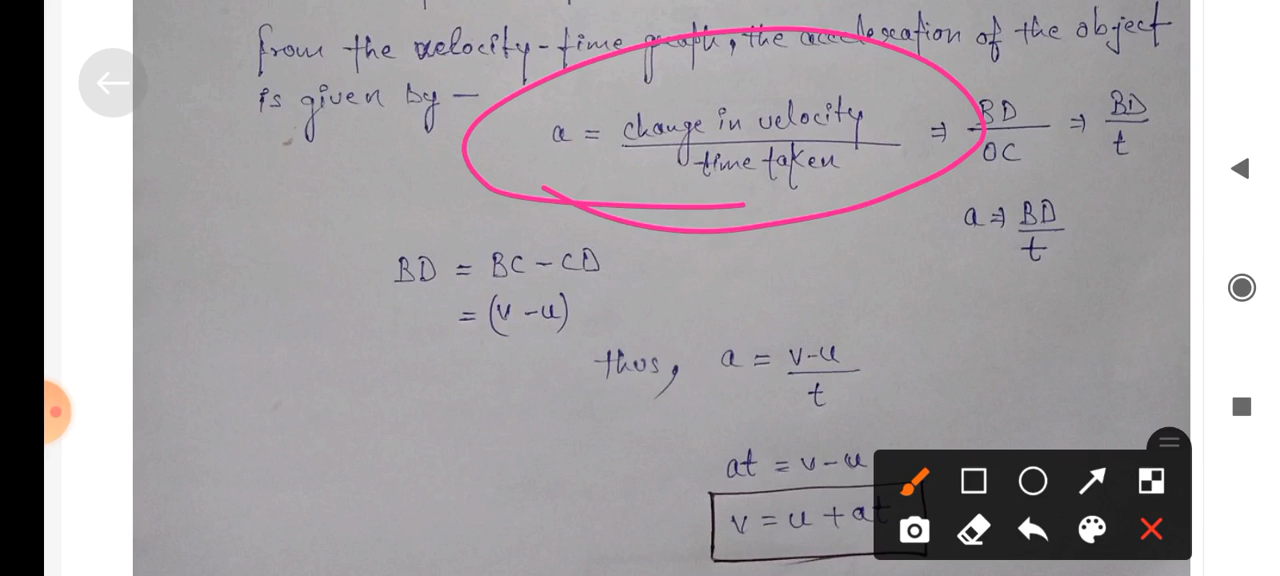 from the velocity-time graph, the acceleration of the object
is given by —
a = change in velocity / time taken ⇒ BD / OC ⇒ BD / t
a ⇒ BD / t
BD = BC - CD
= (v - u)
thus, a = v-u / t
at = v-u
v = u + at